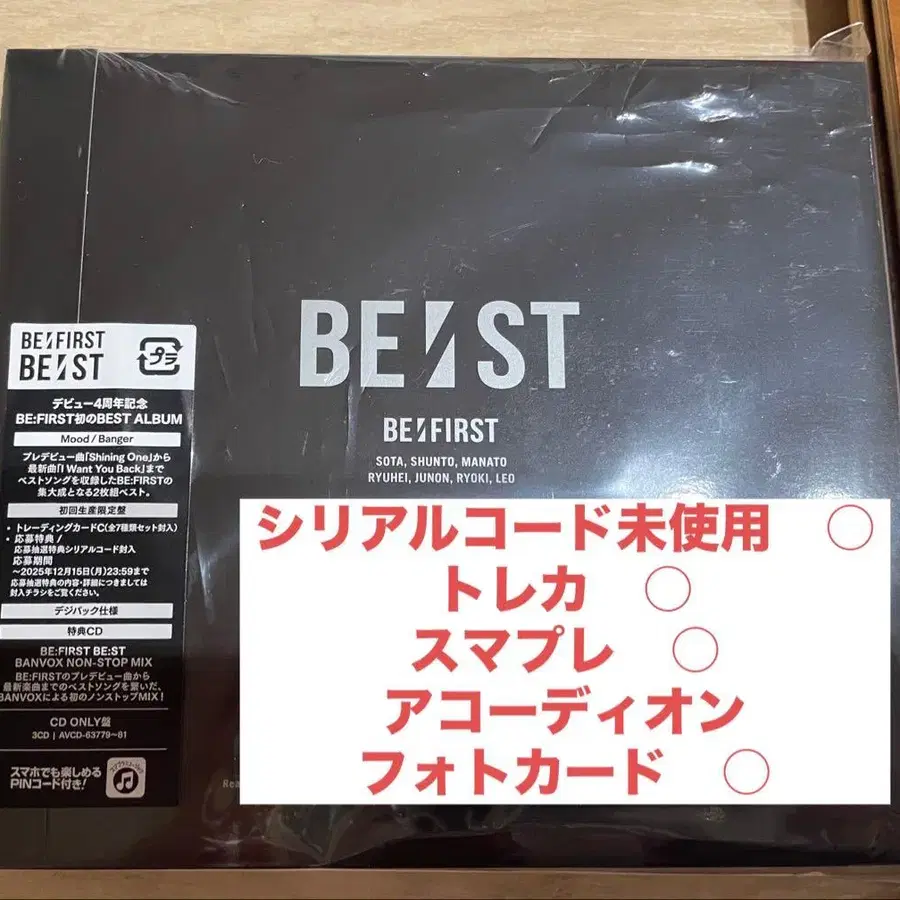 BE:ST
BE:FIRST
SOTA, SHUNTO, MANATO
RYUHEI, JUNON, RYOKI, LEO
BE:FIRST
BE:ST
プラ
デビュー4周年記念
BE:FIRST初のBEST ALBUM
Mood / Banger
プレデビュー曲「Shining One」から
最新曲「I Want You Back」まで
ベストソングを収録したBE:FIRSTの
集大成となる2枚組ベスト。
初回生産限定盤
・トレーディングカードC(全7種類セット封入)
・応募特典 /
応募抽選特典シリアルコード封入
応募期間
～2025年12月15日(月)23:59まで
応募抽選特典の内容・詳細につきましては
封入チラシをご覧ください。
デジパック仕様
特典CD
BE:FIRST BE:ST
BANVOX NON-STOP MIX
BE:FIRSTのプレデビュー曲から
最新楽曲までのベストソングを繋いだ、
BANVOXによる初のノンストップMIX!
CD ONLY盤
3CD | AVCD-63779~81
スマホでも楽しめる
PINコード付き!
シリアルコード未使用 ○
トレカ ○
スマプレ ○
アコーディオン
フォトカード ○